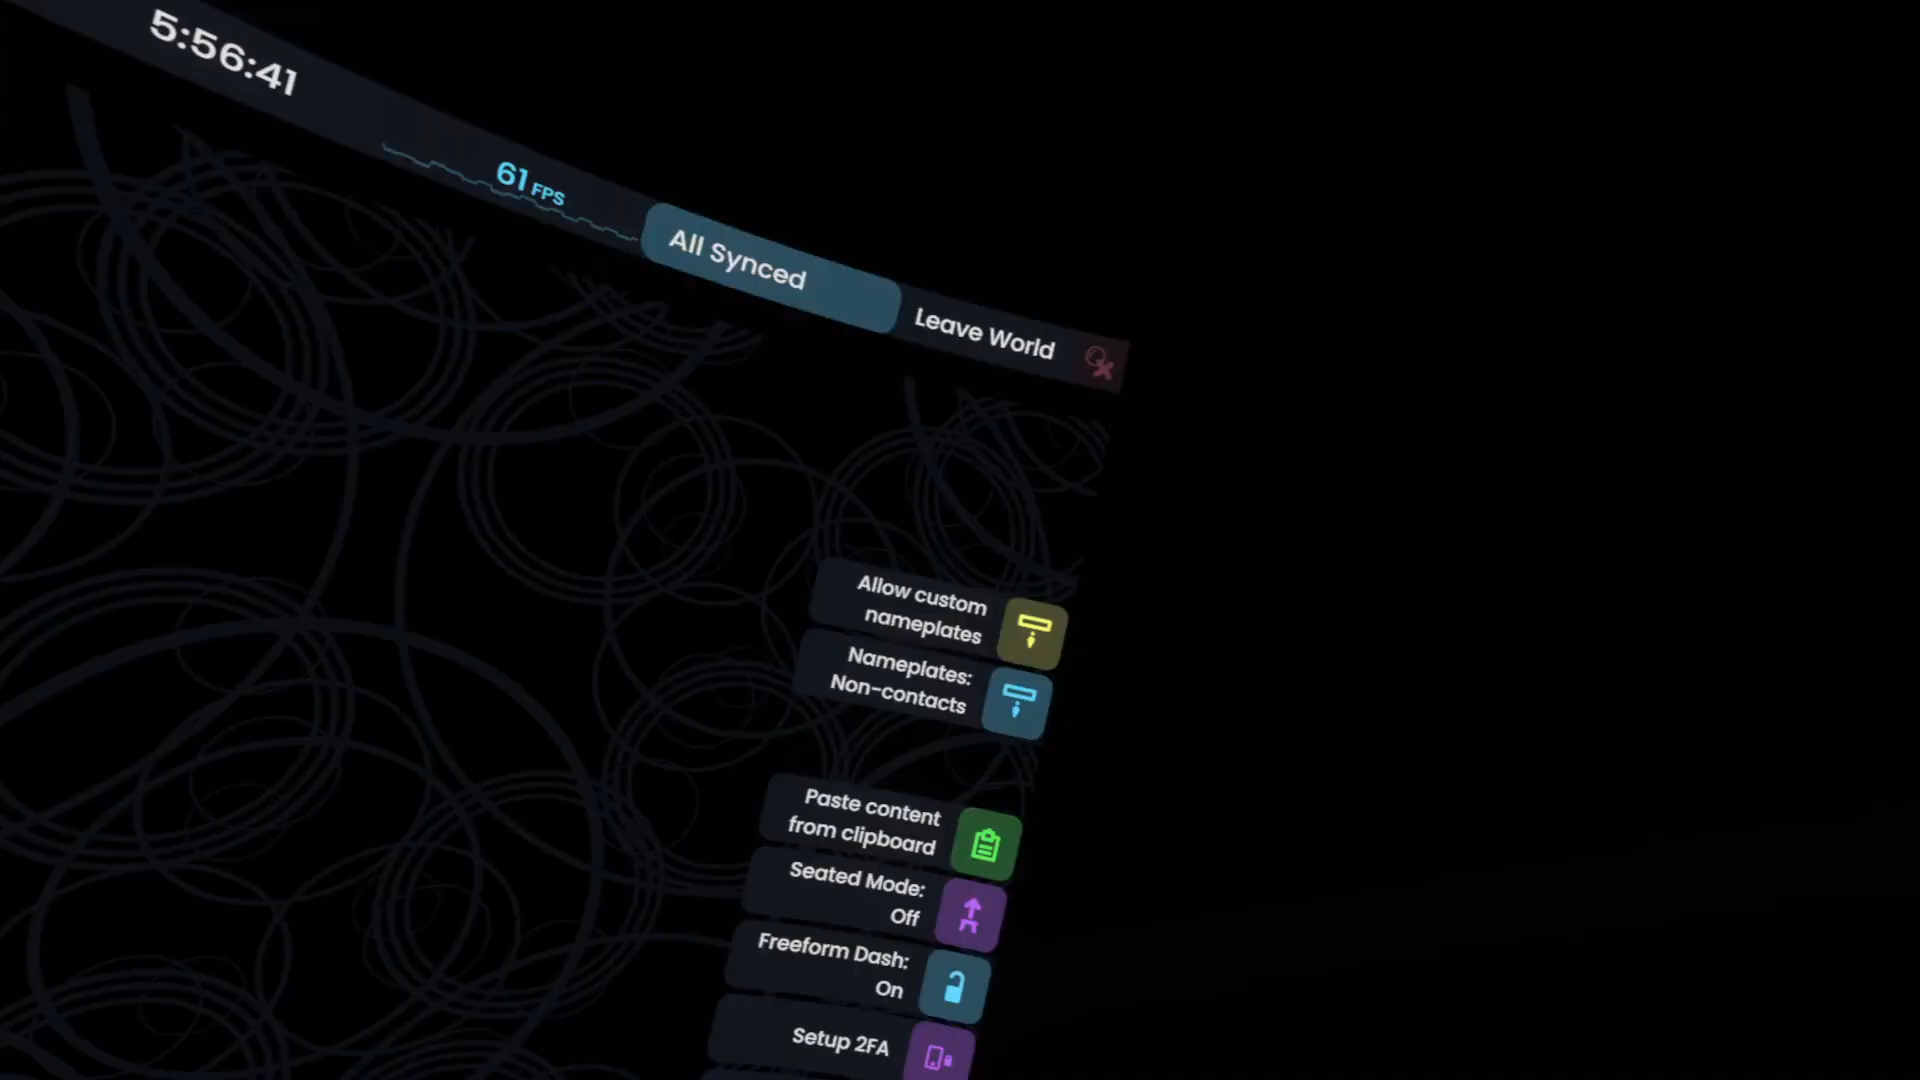 5:56:41
61 FPS
All Synced
Leave World
Allow custom
nameplates
Nameplates:
Non-contacts
Paste content
from clipboard
Seated Mode:
Off
Freeform Dash:
On
Setup 2FA